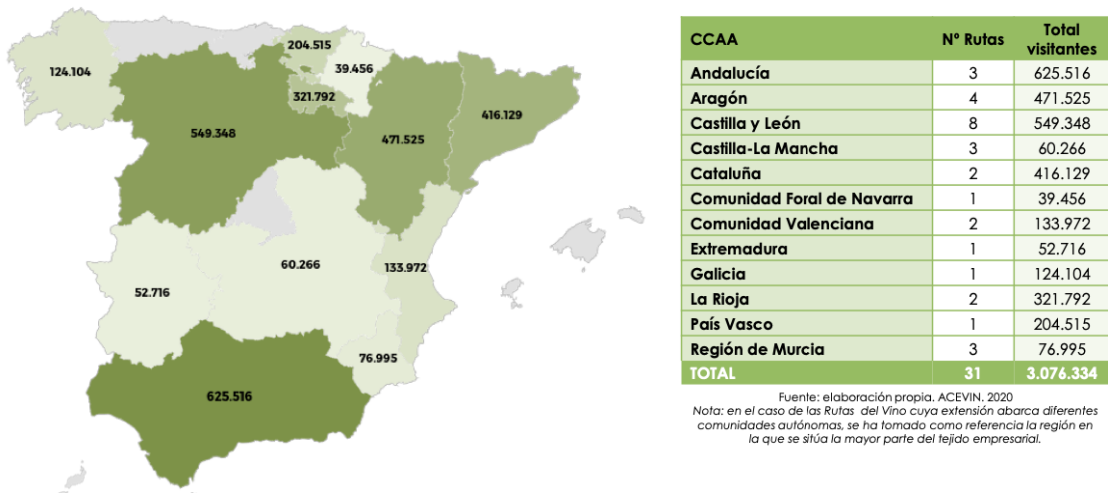 204.515
124.104
39.456
321.792
416.129
549.348
471.525
60.266
133.972
52.716
76.995
625.516
CCAA Nº Rutas Total visitantes
Andalucía 3 625.516
Aragón 4 471.525
Castilla y León 8 549.348
Castilla-La Mancha 3 60.266
Cataluña 2 416.129
Comunidad Foral de Navarra 1 39.456
Comunidad Valenciana 2 133.972
Extremadura 1 52.716
Galicia 1 124.104
La Rioja 2 321.792
País Vasco 1 204.515
Región de Murcia 3 76.995
TOTAL 31 3.076.334
Fuente: elaboración propia. ACEVIN. 2020
Nota: en el caso de las Rutas del Vino cuya extensión abarca diferentes
comunidades autónomas, se ha tomado como referencia la región en
la que se sitúa la mayor parte del tejido empresarial.